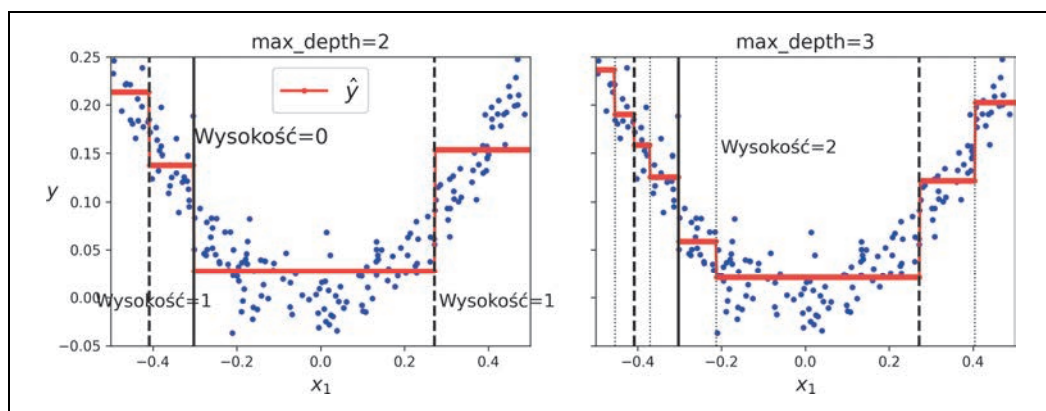 max_depth=2
max_depth=3
0.25
0.20
0.15
0.10
0.05
0.00
−0.05
y
ŷ
Wysokość=0
Wysokość=1
Wysokość=1
Wysokość=2
−0.4
−0.2
0.0
0.2
0.4
x1
−0.4
−0.2
0.0
0.2
0.4
x1